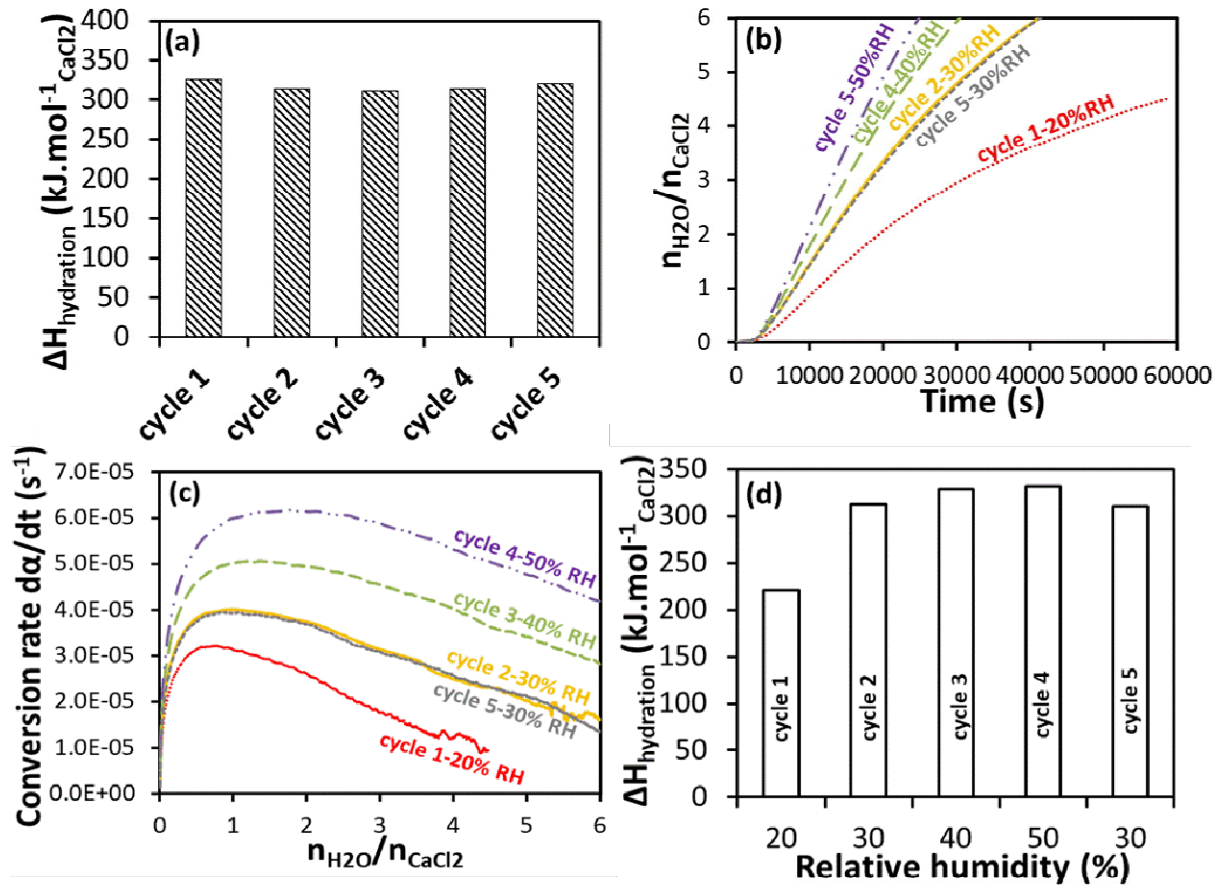 (a)
ΔHhydration (kJ.mol-1CaCl2)
400
350
300
250
200
150
100
50
0
cycle 1
cycle 2
cycle 3
cycle 4
cycle 5
(b)
nH2O/nCaCl2
6
5
4
3
2
1
0
cycle 5-50%RH
cycle 4-40%RH
cycle 2-30%RH
cycle 5-30%RH
cycle 1-20%RH
0 10000 20000 30000 40000 50000 60000
Time (s)
(c)
Conversion rate dα/dt (s-1)
7.0E-05
6.0E-05
5.0E-05
4.0E-05
3.0E-05
2.0E-05
1.0E-05
0.0E+00
cycle 4-50% RH
cycle 3-40% RH
cycle 2-30% RH
cycle 5-30% RH
cycle 1-20% RH
0 1 2 3 4 5 6
nH2O/nCaCl2
(d)
ΔHhydration (kJ.mol-1CaCl2)
350
300
250
200
150
100
50
0
cycle 1
cycle 2
cycle 3
cycle 4
cycle 5
20 30 40 50 30
Relative humidity (%)